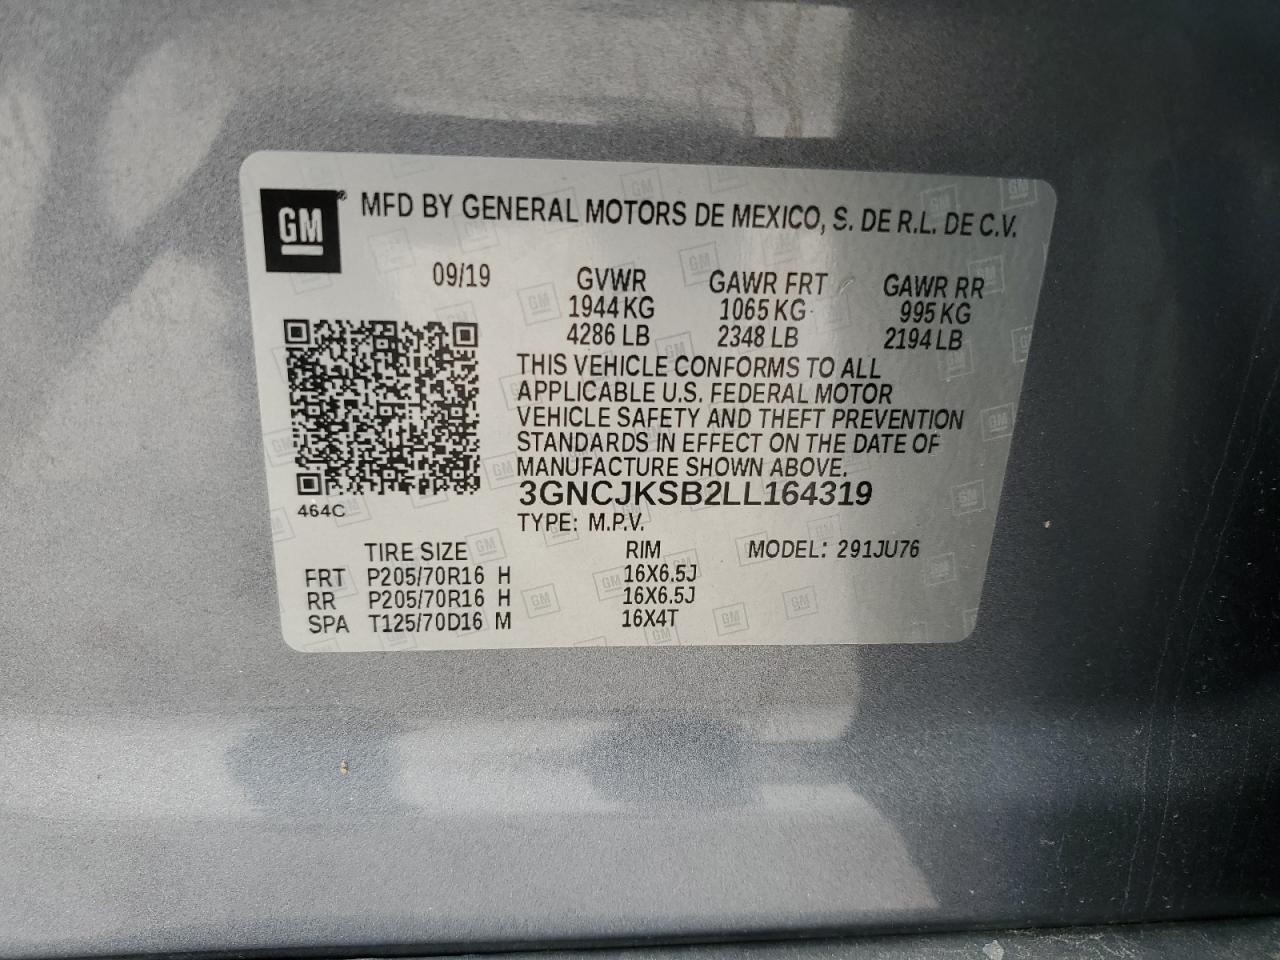 GM® MFD BY GENERAL MOTORS DE MEXICO, S. DE R.L. DE C.V.
09/19 GVWR GAWR FRT GAWR RR
1944 KG 1065 KG 995 KG
4286 LB 2348 LB 2194 LB
THIS VEHICLE CONFORMS TO ALL
APPLICABLE U.S. FEDERAL MOTOR
VEHICLE SAFETY AND THEFT PREVENTION
STANDARDS IN EFFECT ON THE DATE OF
MANUFACTURE SHOWN ABOVE.
3GNCJKSB2LL164319
464C
TYPE: M.P.V.
TIRE SIZE RIM MODEL: 291JU76
FRT P205/70R16 H 16X6.5J
RR P205/70R16 H 16X6.5J
SPA T125/70D16 M 16X4T